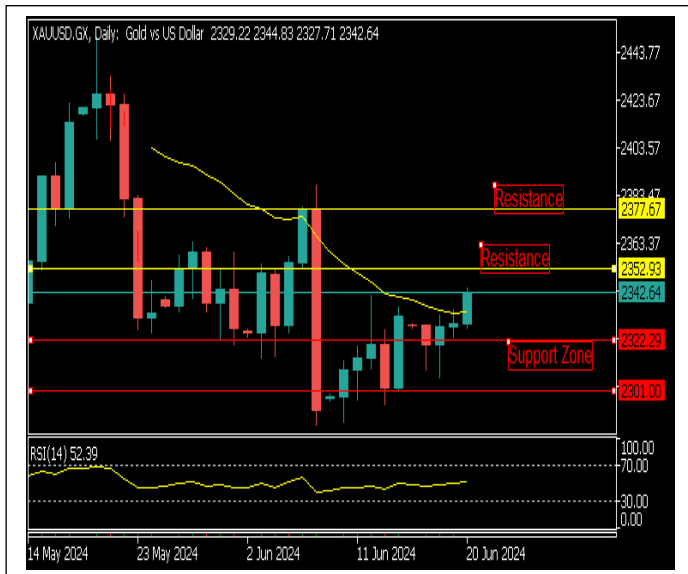 XAUUSD.GX, Daily:  Gold vs US Dollar  2329.22 2344.83 2327.71 2342.64
2443.77
2423.67
2403.57
2383.47
Resistance
2377.67
2363.37
Resistance
2352.93
2342.64
2322.29
Support Zone
2301.00
RSI(14) 52.39
100.00
70.00
30.00
0.00
14 May 2024 23 May 2024 2 Jun 2024 11 Jun 2024 20 Jun 2024